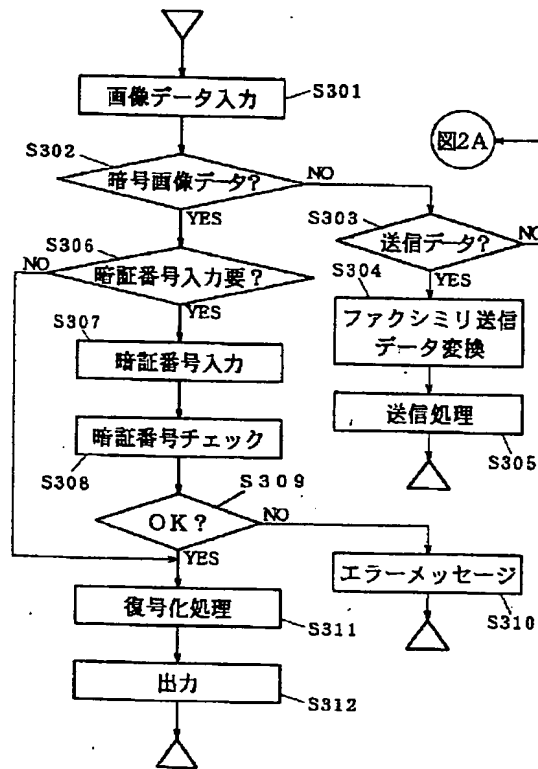 画像データ入力
S301
S302
暗号画像データ?
NO
YES
図2A
S303
送信データ?
NO
YES
S304
ファクシミリ送信
データ変換
送信処理
S305
S306
NO
暗証番号入力要?
YES
S307
暗証番号入力
暗証番号チェック
S308
S309
OK?
NO
YES
エラーメッセージ
S310
復号化処理
S311
出力
S312